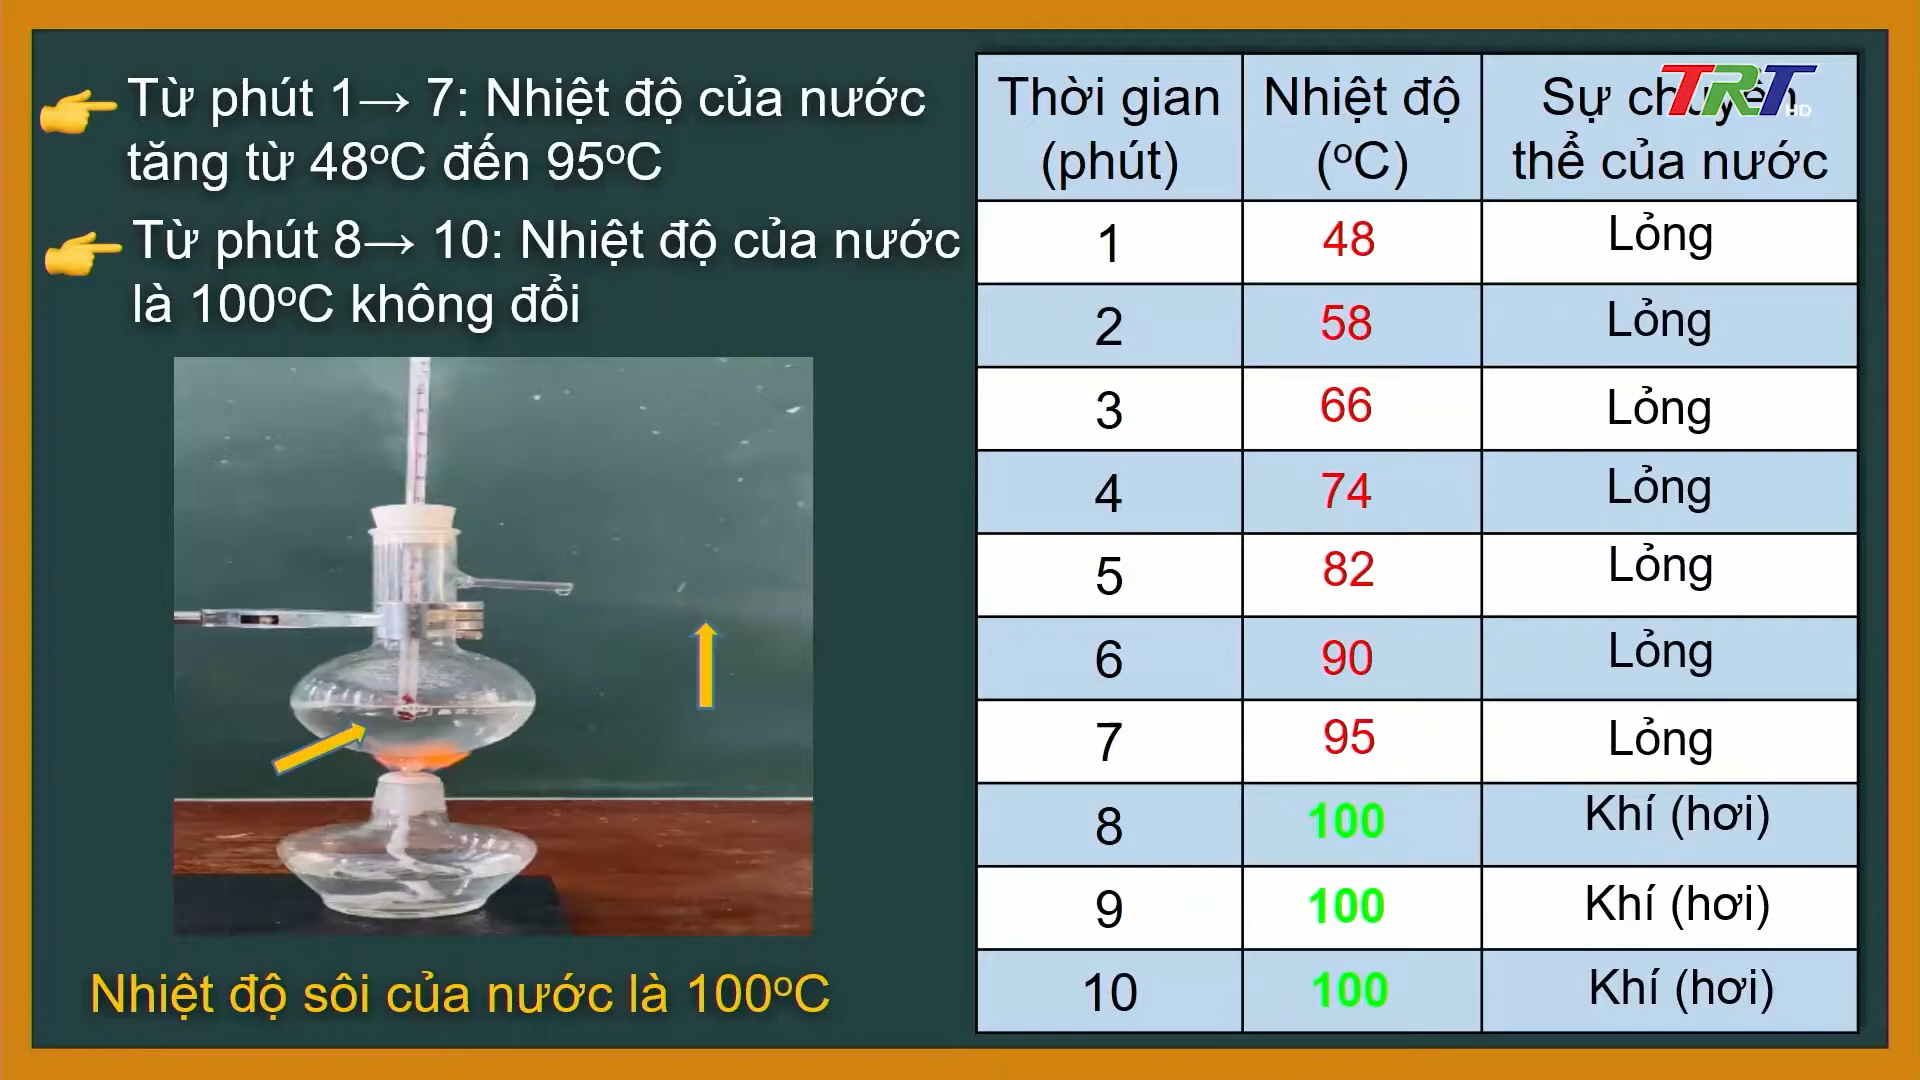 Từ phút 1→ 7: Nhiệt độ của nước
tăng từ 48ºC đến 95ºC
Từ phút 8→ 10: Nhiệt độ của nước
là 100ºC không đổi
Nhiệt độ sôi của nước là 100ºC
TRT HD
Thời gian (phút) Nhiệt độ (ºC) Sự chuyển thể của nước
1 48 Lỏng
2 58 Lỏng
3 66 Lỏng
4 74 Lỏng
5 82 Lỏng
6 90 Lỏng
7 95 Lỏng
8 100 Khí (hơi)
9 100 Khí (hơi)
10 100 Khí (hơi)